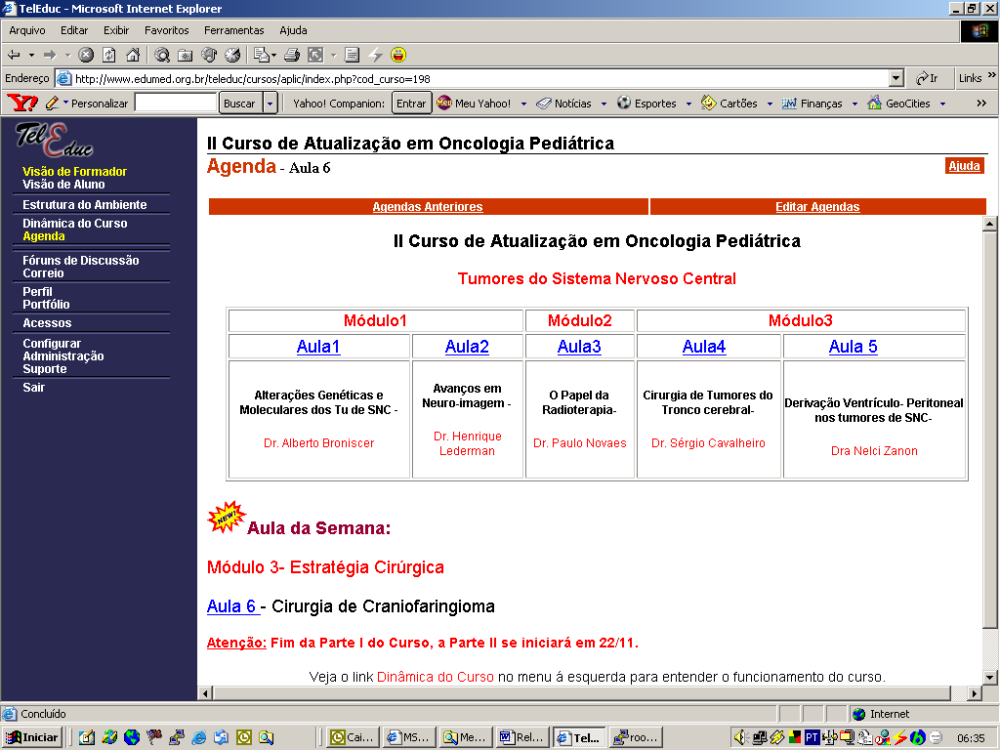 TelEduc - Microsoft Internet Explorer
Arquivo Editar Exibir Favoritos Ferramentas Ajuda
Endereço http://www.edumed.org.br/teleduc/cursos/aplic/index.php?cod_curso=198 Ir Links »
Y! Personalizar Buscar Yahoo! Companion: Entrar Meu Yahoo! Notícias Esportes Cartões Finanças GeoCities »
TelEduc
Visão de Formador
Visão de Aluno
Estrutura do Ambiente
Dinâmica do Curso
Agenda
Fóruns de Discussão
Correio
Perfil
Portfólio
Acessos
Configurar
Administração
Suporte
Sair
II Curso de Atualização em Oncologia Pediátrica
Agenda - Aula 6
Ajuda
Agendas Anteriores Editar Agendas
II Curso de Atualização em Oncologia Pediátrica
Tumores do Sistema Nervoso Central
Módulo1 Módulo2 Módulo3
Aula1 Aula2 Aula3 Aula4 Aula 5
Alterações Genéticas e
Moleculares dos Tu de SNC -
Dr. Alberto Broniscer
Avanços em
Neuro-imagem -
Dr. Henrique
Lederman
O Papel da
Radioterapia-
Dr. Paulo Novaes
Cirurgia de Tumores do
Tronco cerebral-
Dr. Sérgio Cavalheiro
Derivação Ventrículo- Peritoneal
nos tumores de SNC-
Dra Nelci Zanon
NEW!
Aula da Semana:
Módulo 3- Estratégia Cirúrgica
Aula 6 - Cirurgia de Craniofaringioma
Atenção: Fim da Parte I do Curso, a Parte II se iniciará em 22/11.
Veja o link Dinâmica do Curso no menu á esquerda para entender o funcionamento do curso.
Concluído Internet
Iniciar Cai... MS... Me... Rel... Tel... roo... PT 06:35